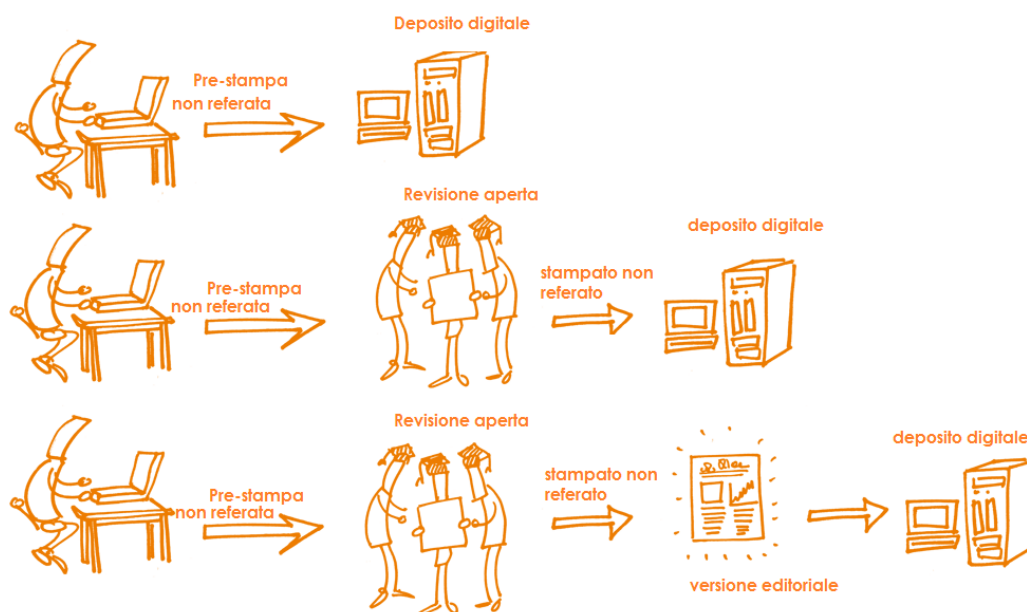 Deposito digitale
Pre-stampa
non referata
Revisione aperta
deposito digitale
Pre-stampa
non referata
stampato non
referato
Revisione aperta
deposito digitale
Pre-stampa
non referata
stampato non
referato
versione editoriale